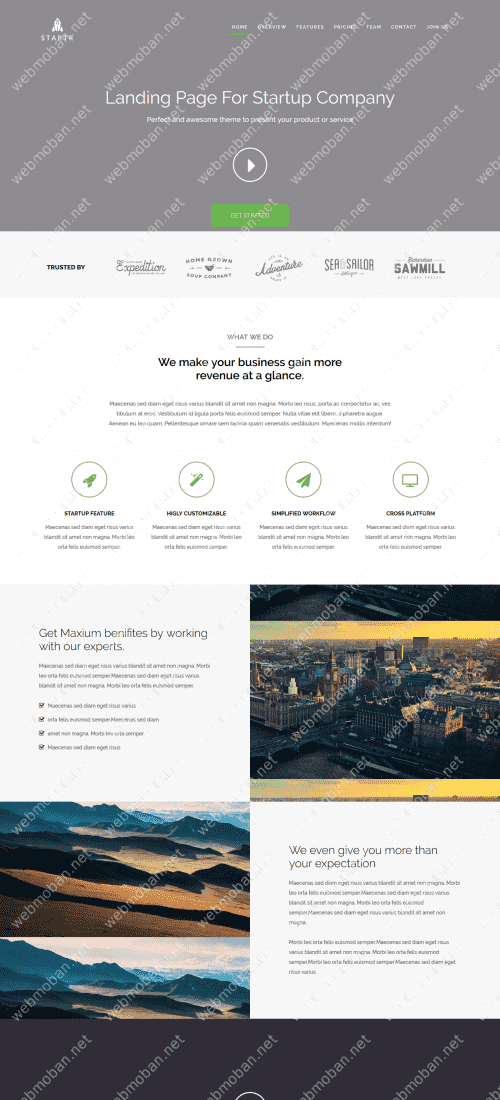 STARTR
HOME OVERVIEW FEATURES PRICING TEAM CONTACT JOIN US
Landing Page For Startup Company
Perfect and awesome theme to present your product or service
GET STRATED
TRUSTED BY
Expedition
HOME GROWN
SOUP COMPANY
Adventure
SEA & SAILOR
SAWMILL
WHAT WE DO
We make your business gain more
revenue at a glance.
Maecenas sed diam eget risus varius blandit sit amet non magna. Morbi leo risus, porta ac consectetur ac, ves
tibulum at eros. Vestibulum id ligula porta felis euismod semper. Nulla vitae elit libero, a pharetra augue
Aenean eu leo quam. Pellentesque ornare sem lacinia quam venenatis vestibulum. Maecenas mollis interdum!
STARTUP FEATURE
Maecenas sed diam eget risus varius
blandit sit amet non magna. Morbi leo
orta felis euismod semper.
HIGLY CUSTOMIZABLE
Maecenas sed diam eget risus varius
blandit sit amet non magna. Morbi leo
orta felis euismod semper.
SIMPLIFIED WORKFLOW
Maecenas sed diam eget risus varius
blandit sit amet non magna. Morbi leo
orta felis euismod semper.
CROSS PLATFORM
Maecenas sed diam eget risus varius
blandit sit amet non magna. Morbi leo
orta felis euismod semper.
Get Maxium benifites by working
with our experts.
Maecenas sed diam eget risus varius blandit sit amet non magna. Morbi
leo orta felis euismod semper.Maecenas sed diam eget risus varius
blandit sit amet non magna. Morbi leo orta felis euismod semper.
Maecenas sed diam eget risus varius
orta felis euismod semper.Maecenas sed diam
amet non magna. Morbi leo orta semper.
Maecenas sed diam eget risus
We even give you more than
your expectation
Maecenas sed diam eget risus varius blandit sit amet non magna. Morbi
leo orta felis euismod semper.Maecenas sed diam eget risus varius
blandit sit amet non magna. Morbi leo orta felis euismod
semper.Maecenas sed diam eget risus varius blandit sit amet non
magna.
Morbi leo orta felis euismod semper.Maecenas sed diam eget risus
varius blandit sit amet non magna. Morbi leo orta felis euismod
semper.Morbi leo orta felis euismod semper.Maecenas sed diam eget
risus varius.
webmoban.net